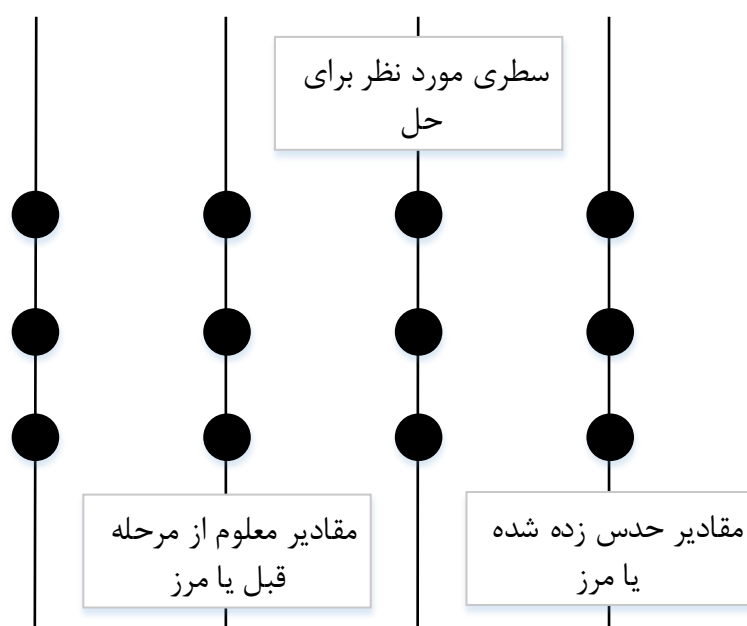 سطری مورد نظر برای
حل
مقادیر حدس زده شده
یا مرز
مقادیر معلوم از مرحله
قبل یا مرز